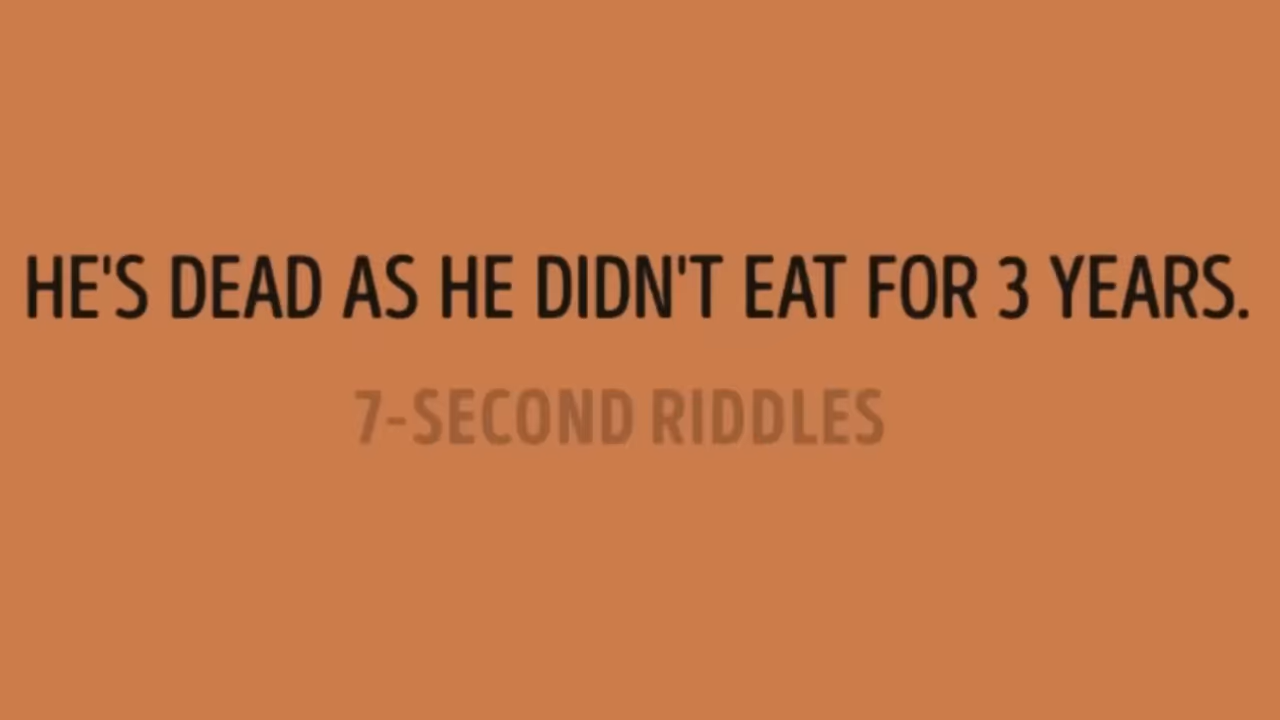 HE'S DEAD AS HE DIDN'T EAT FOR 3 YEARS.
7-SECOND RIDDLES